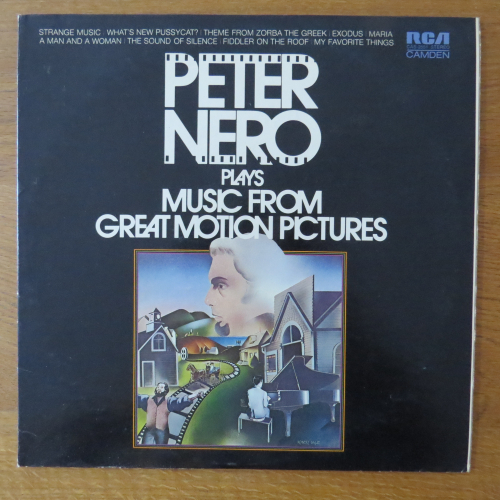 STRANGE MUSIC · WHAT'S NEW PUSSYCAT? · THEME FROM ZORBA THE GREEK · EXODUS · MARIA
A MAN AND A WOMAN · THE SOUND OF SILENCE · FIDDLER ON THE ROOF · MY FAVORITE THINGS
RCA
CAMDEN
PETER
NERO
PLAYS
MUSIC FROM
GREAT MOTION PICTURES